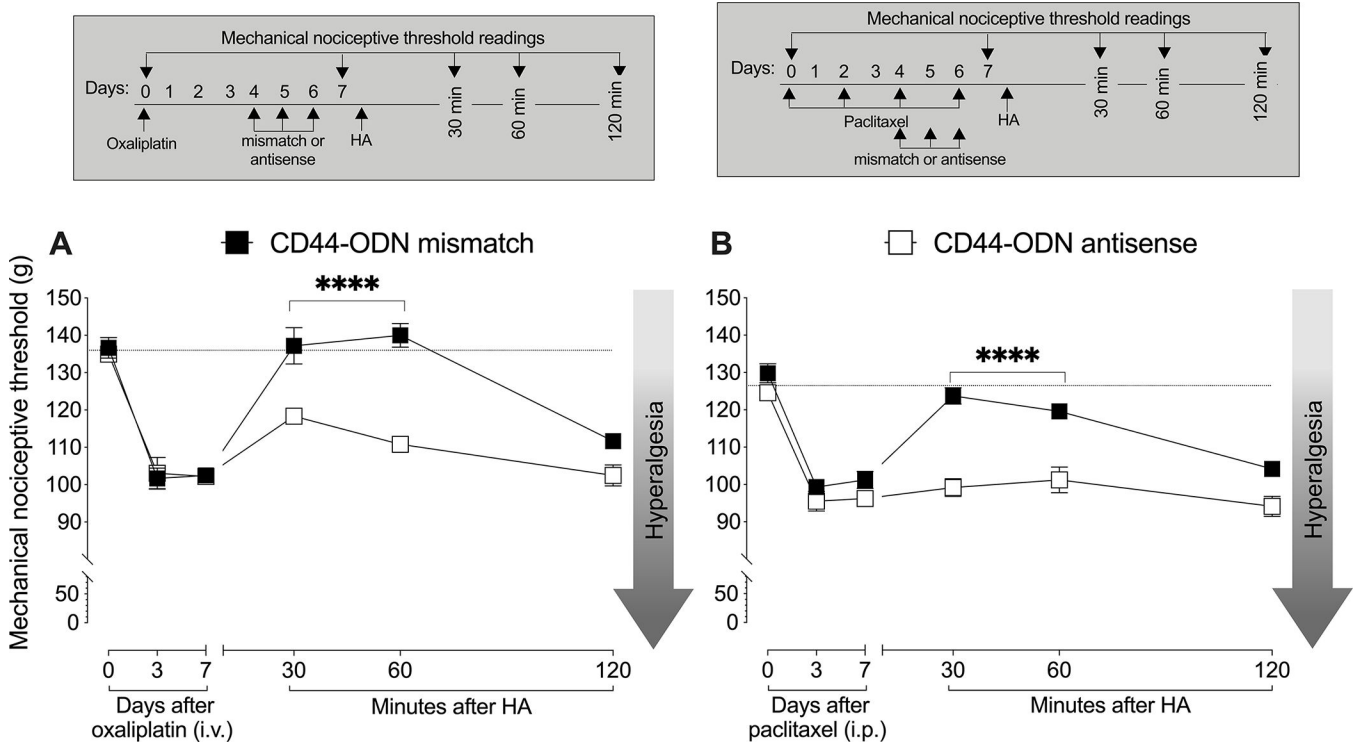 Mechanical nociceptive threshold readings
Days: 0 1 2 3 4 5 6 7
30 min
60 min
120 min
Oxaliplatin
mismatch or
antisense
HA
Mechanical nociceptive threshold readings
Days: 0 1 2 3 4 5 6 7
30 min
60 min
120 min
Paclitaxel
HA
mismatch or antisense
A
CD44-ODN mismatch
B
CD44-ODN antisense
Mechanical nociceptive threshold (g)
150
140
130
120
110
100
90
50
0
****
Hyperalgesia
0 3 7 30 60 120
Days after
oxaliplatin (i.v.)
Minutes after HA
150
140
130
120
110
100
90
50
0
****
Hyperalgesia
0 3 7 30 60 120
Days after
paclitaxel (i.p.)
Minutes after HA